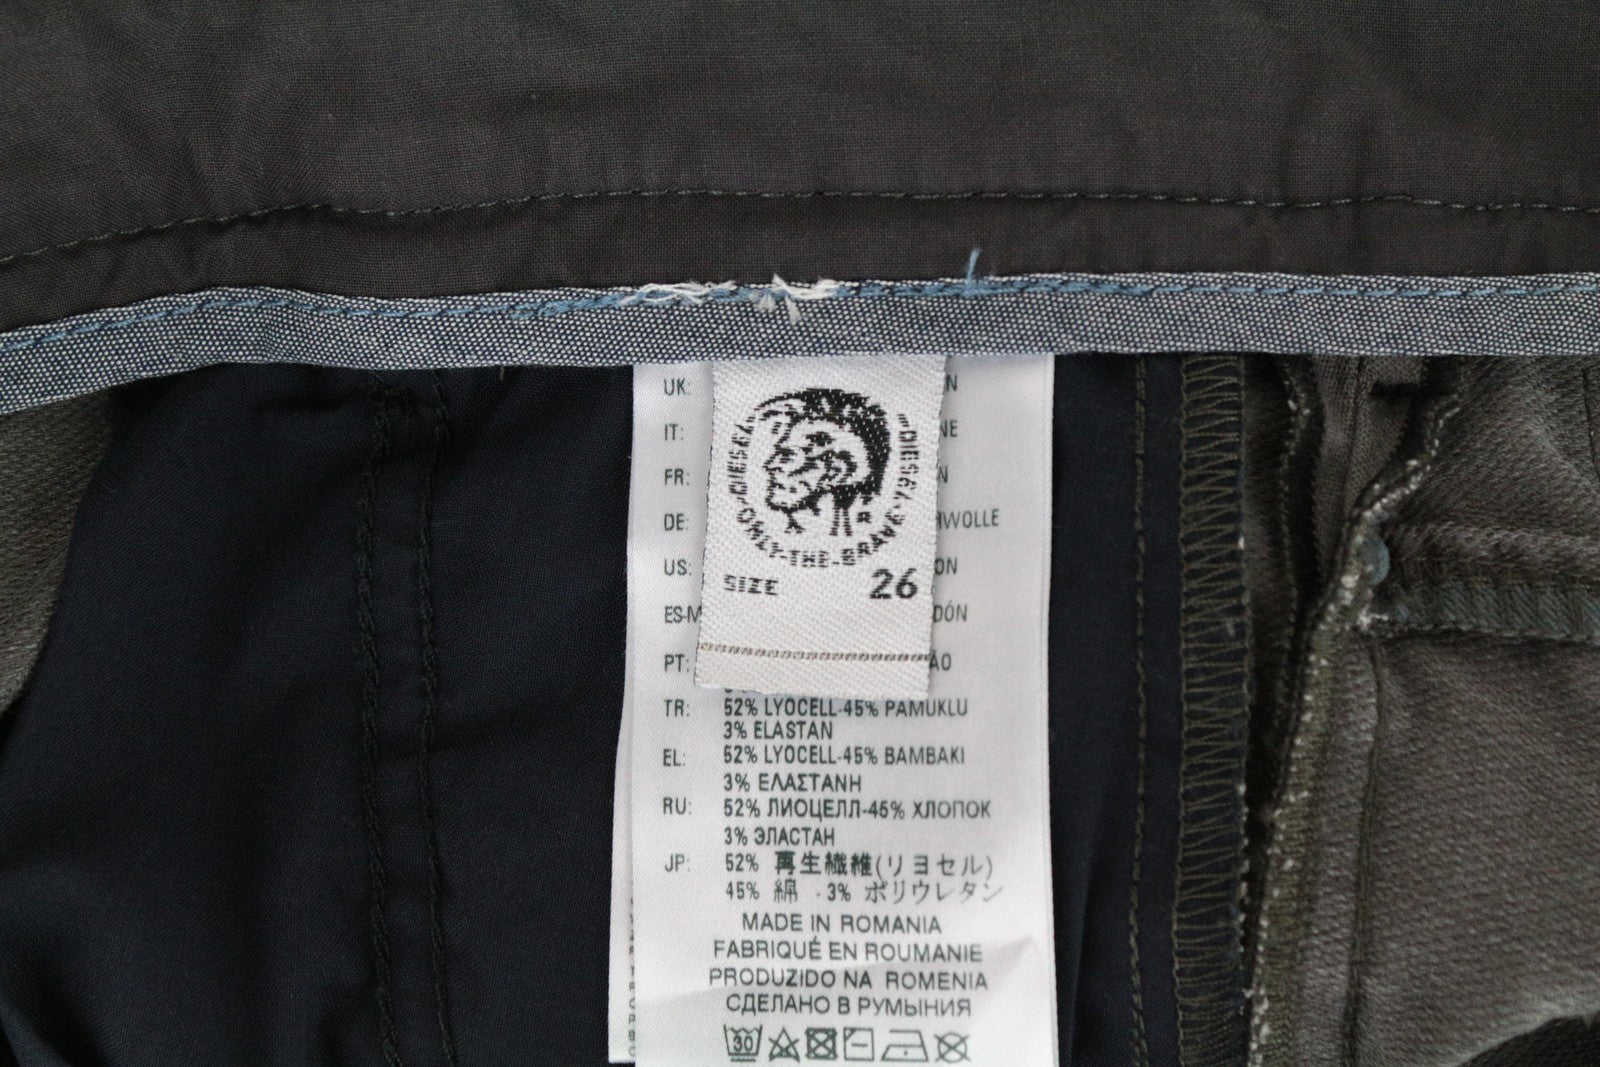 UK:
IT:
FR:
DE:
US:
ES-M
PT:
"DIESEL"
ONLY-THE-BRAVE
"DIESEL"
R
SIZE 26
TR: 52% LYOCELL-45% PAMUKLU
3% ELASTAN
EL: 52% LYOCELL-45% BAMBAKI
3% ΕΛΑΣΤΑΝΗ
RU: 52% ЛИОЦЕЛЛ-45% ХЛОПОК
3% ЭЛАСТАН
JP: 52% 再生繊維(リヨセル)
45% 綿 - 3% ポリウレタン
MADE IN ROMANIA
FABRIQUÉ EN ROUMANIE
PRODUZIDO NA ROMENIA
СДЕЛАНО В РУМЫНИЯ
30